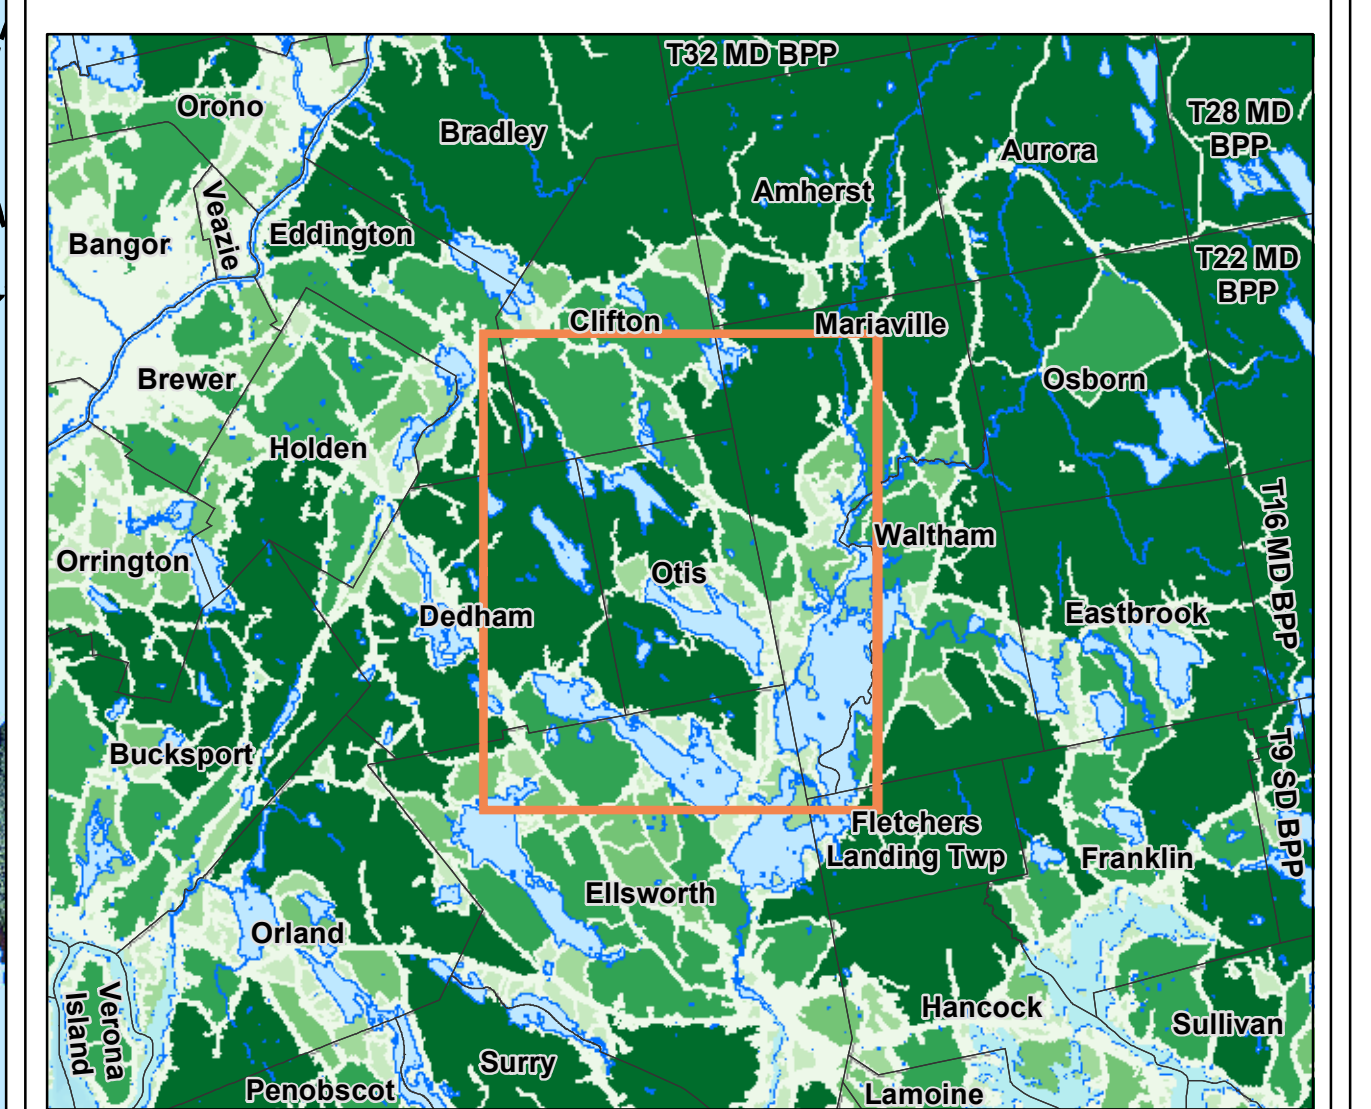 T32 MD BPP
Orono
Bradley
T28 MD
BPP
Aurora
Amherst
Veazie
Bangor
Eddington
T22 MD
BPP
Clifton
Mariaville
Brewer
Osborn
Holden
T16 MD BPP
Waltham
Orrington
Otis
Dedham
Eastbrook
Bucksport
T9 SD BPP
Fletchers
Landing Twp
Franklin
Ellsworth
Orland
Verona
Island
Hancock
Sullivan
Surry
Penobscot
Lamoine